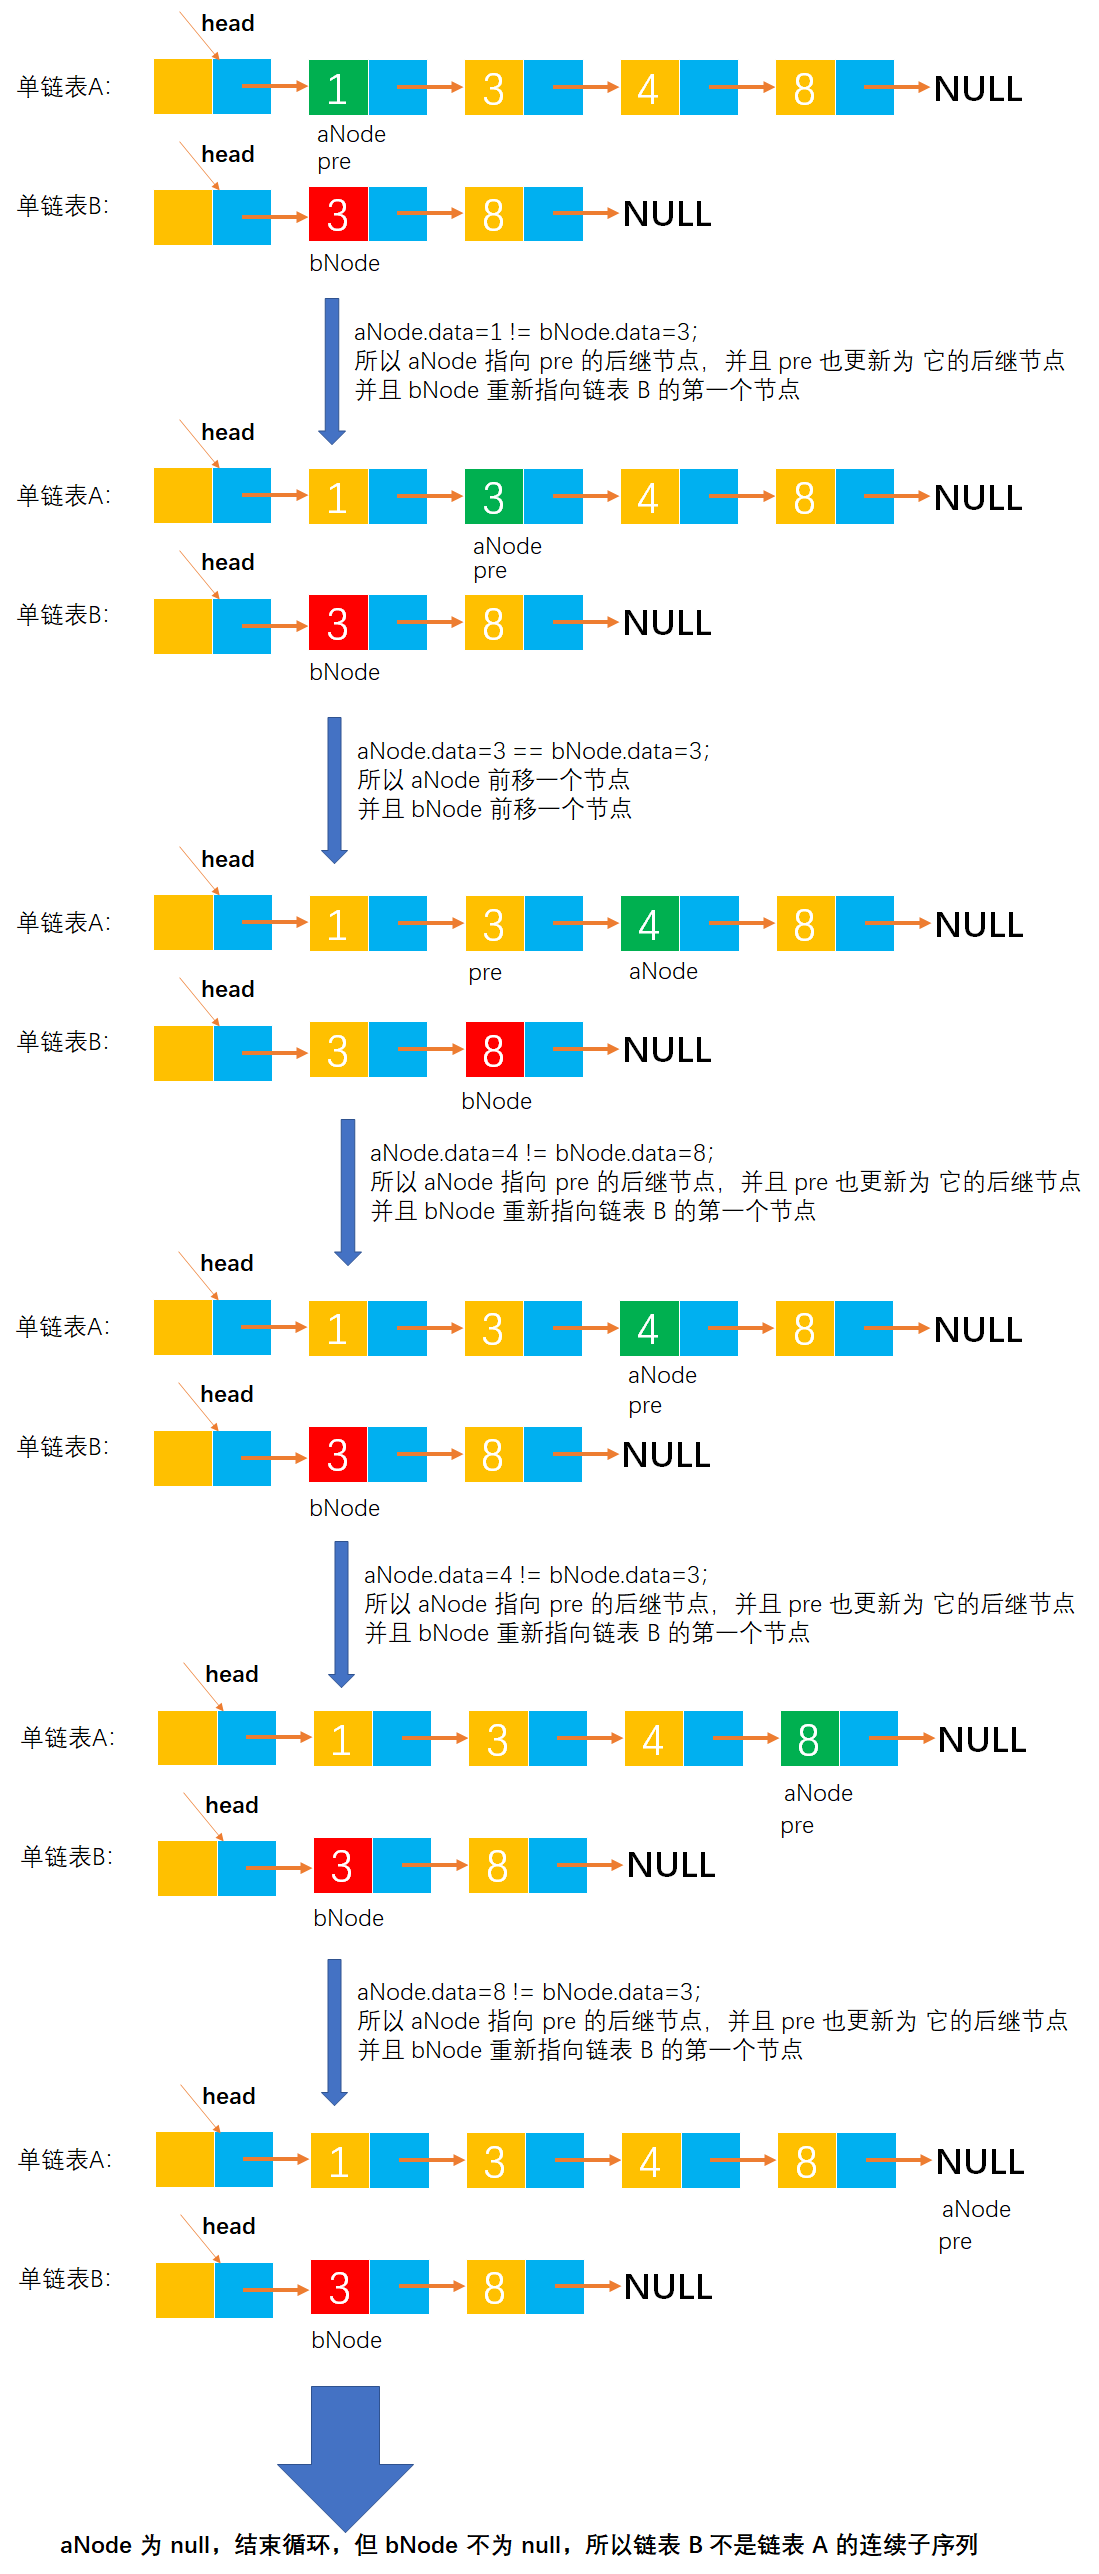 head
单链表A: 1 3 4 8 NULL
aNode
pre
head
单链表B: 3 8 NULL
bNode
aNode.data=1 != bNode.data=3;
所以 aNode 指向 pre 的后继节点，并且 pre 也更新为 它的后继节点
并且 bNode 重新指向链表 B 的第一个节点
head
单链表A: 1 3 4 8 NULL
aNode
pre
head
单链表B: 3 8 NULL
bNode
aNode.data=3 == bNode.data=3;
所以 aNode 前移一个节点
并且 bNode 前移一个节点
head
单链表A: 1 3 4 8 NULL
pre aNode
head
单链表B: 3 8 NULL
bNode
aNode.data=4 != bNode.data=8;
所以 aNode 指向 pre 的后继节点，并且 pre 也更新为 它的后继节点
并且 bNode 重新指向链表 B 的第一个节点
head
单链表A: 1 3 4 8 NULL
aNode
pre
head
单链表B: 3 8 NULL
bNode
aNode.data=4 != bNode.data=3;
所以 aNode 指向 pre 的后继节点，并且 pre 也更新为 它的后继节点
并且 bNode 重新指向链表 B 的第一个节点
head
单链表A: 1 3 4 8 NULL
aNode
pre
head
单链表B: 3 8 NULL
bNode
aNode.data=8 != bNode.data=3;
所以 aNode 指向 pre 的后继节点，并且 pre 也更新为 它的后继节点
并且 bNode 重新指向链表 B 的第一个节点
head
单链表A: 1 3 4 8 NULL
aNode
pre
head
单链表B: 3 8 NULL
bNode
aNode 为 null，结束循环，但 bNode 不为 null，所以链表 B 不是链表 A 的连续子序列